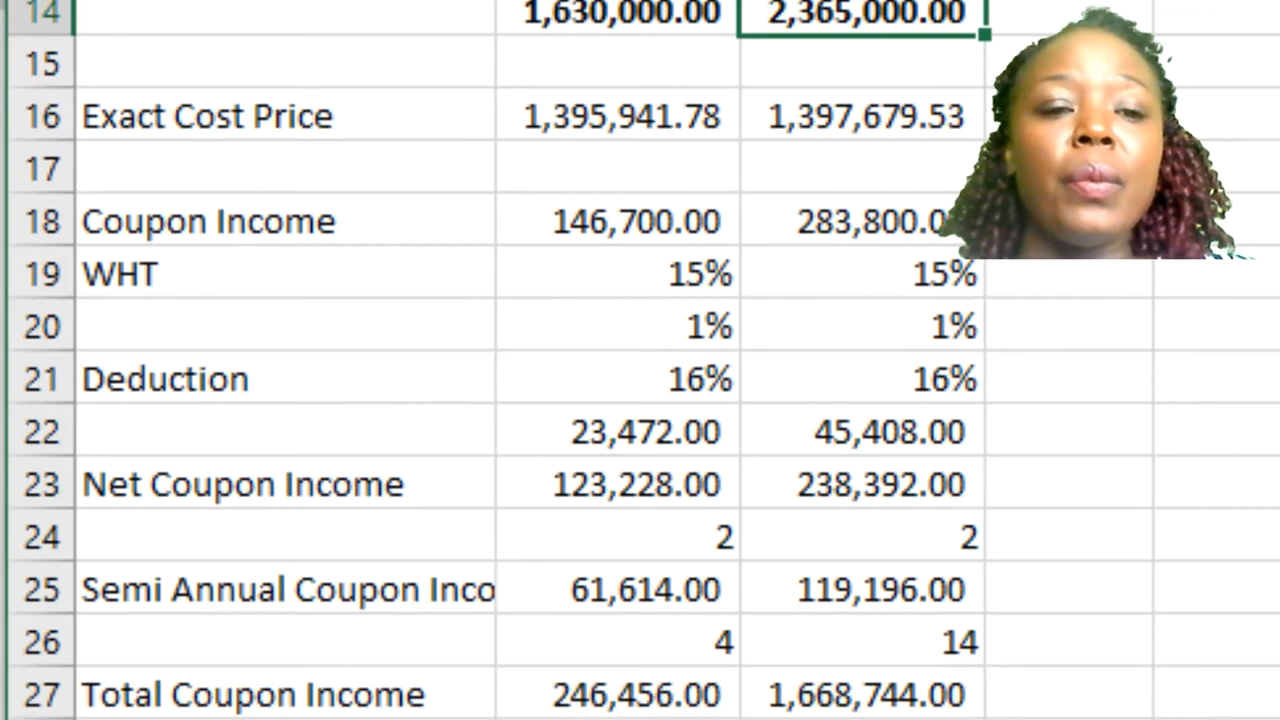 14 1,630,000.00 2,365,000.00
15
16 Exact Cost Price 1,395,941.78 1,397,679.53
17
18 Coupon Income 146,700.00 283,800.0
19 WHT 15% 15%
20 1% 1%
21 Deduction 16% 16%
22 23,472.00 45,408.00
23 Net Coupon Income 123,228.00 238,392.00
24 2 2
25 Semi Annual Coupon Inco 61,614.00 119,196.00
26 4 14
27 Total Coupon Income 246,456.00 1,668,744.00